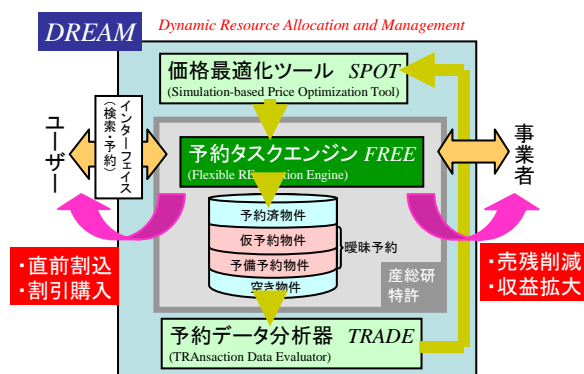 DREAM
Dynamic Resource Allocation and Management
価格最適化ツール SPOT
(Simulation-based Price Optimization Tool)
ユーザー
インターフェイス
(検索・予約)
予約タスクエンジン FREE
事業者
予約済物件
仮予約物件
予備予約物件
空き物件
曖昧予約
・直前割込
・割引購入
・売残削減
・収益拡大
産総研
特許
予約データ分析器 TRADE
(TRAnsaction Data Evaluator)